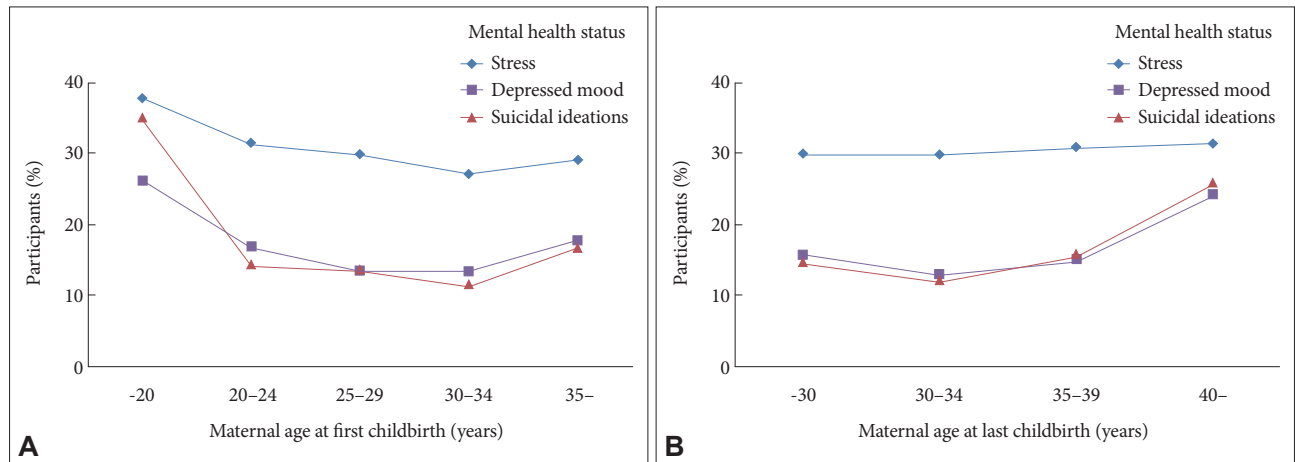 Mental health status
Stress
Depressed mood
Suicidal ideations
40
30
20
10
0
Participants (%)
-20
20–24
25–29
30–34
35–
Maternal age at first childbirth (years)
A
Mental health status
Stress
Depressed mood
Suicidal ideations
40
30
20
10
0
Participants (%)
-30
30–34
35–39
40–
Maternal age at last childbirth (years)
B